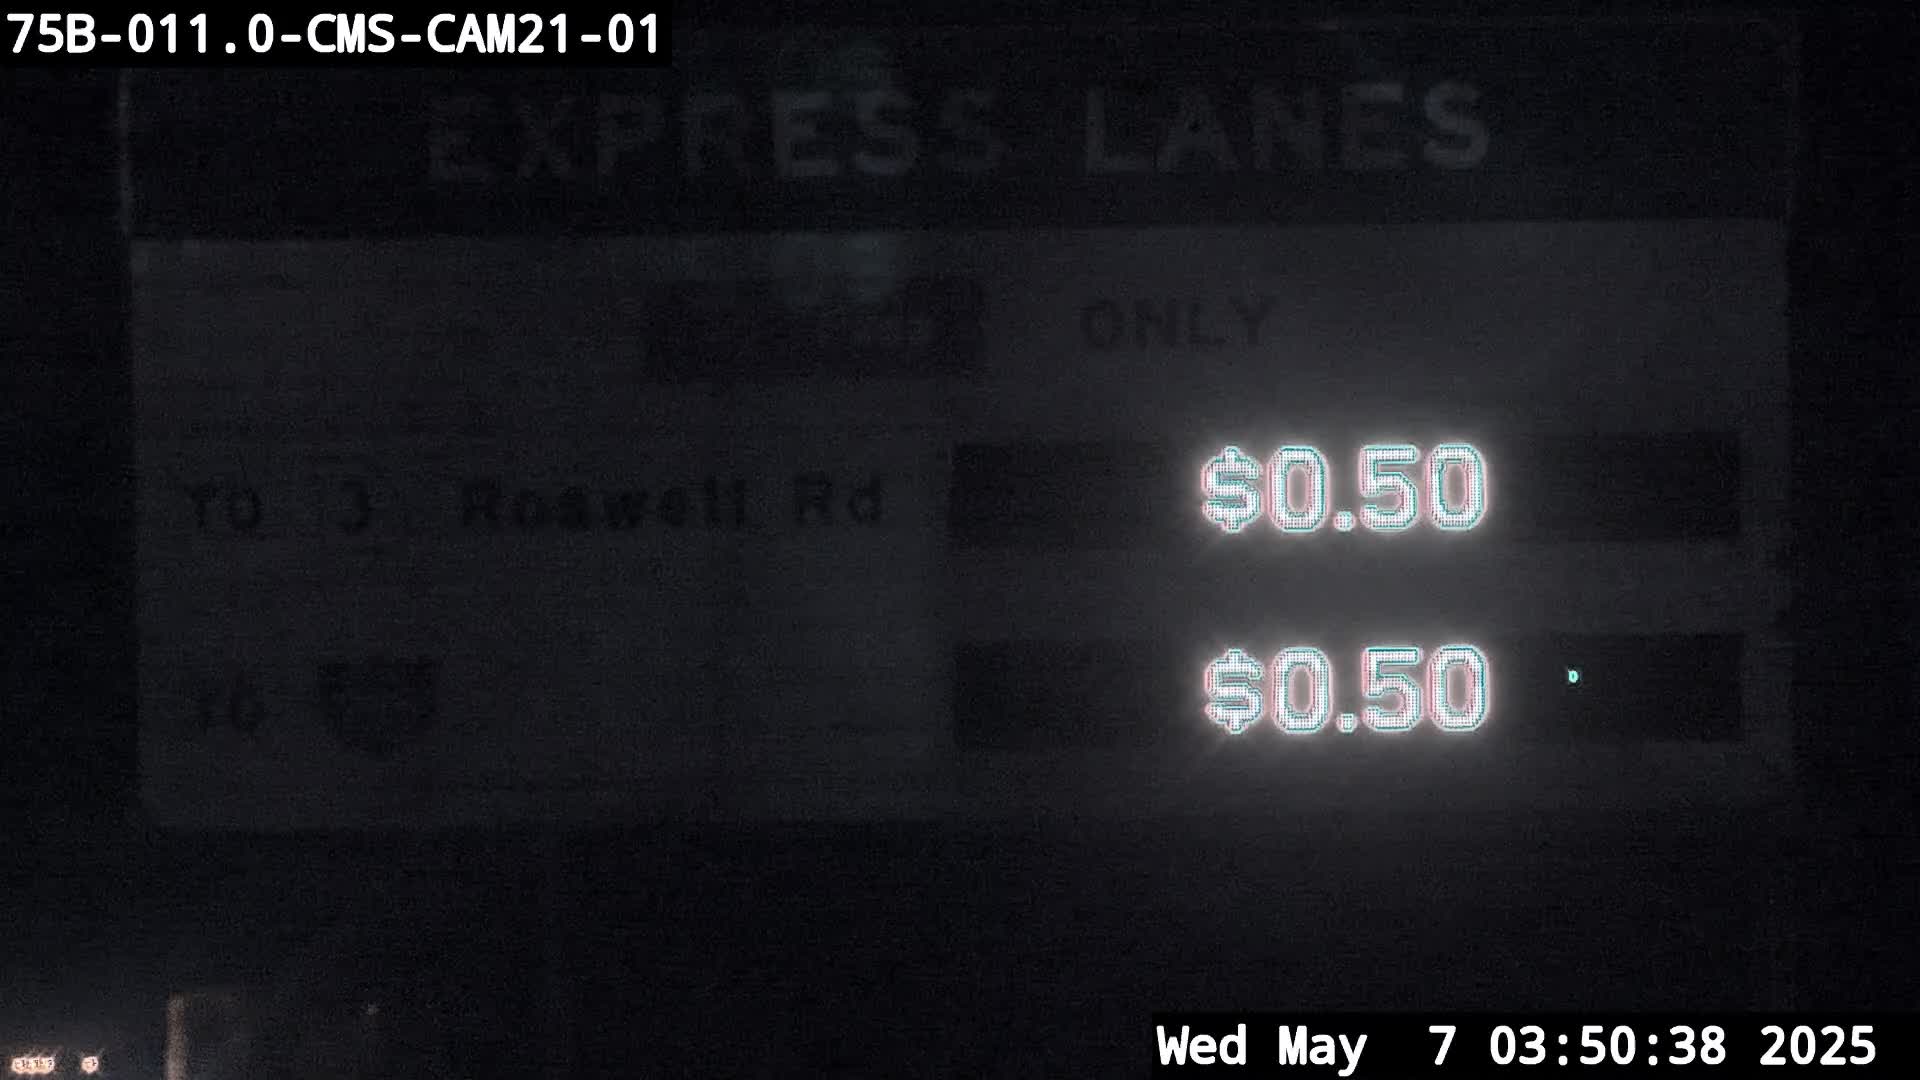 75B-011.0-CMS-CAM21-01
EXPRESS LANES
ONLY
TO Roswell Rd $0.50
TO $0.50
Wed May 7 03:50:38 2025